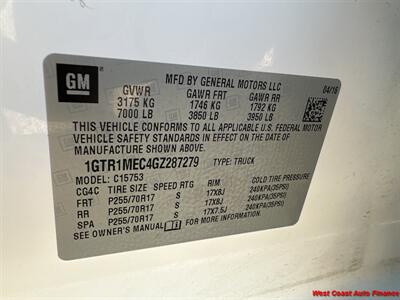 GM
MFD BY GENERAL MOTORS LLC
04/16
GVWR GAWR FRT GAWR RR
3175 KG 1746 KG 1792 KG
7000 LB 3850 LB 3950 LB
THIS VEHICLE CONFORMS TO ALL APPLICABLE U.S. FEDERAL MOTOR
VEHICLE SAFETY STANDARDS IN EFFECT ON THE DATE OF
MANUFACTURE SHOWN ABOVE.
1GTR1MEC4GZ287279 TYPE: TRUCK
MODEL: C15753
CG4C TIRE SIZE SPEED RTG RIM COLD TIRE PRESSURE
FRT P255/70R17 S 17X8J 240KPA(35PSI)
RR P255/70R17 S 17X8J 240KPA(35PSI)
SPA P255/70R17 S 17X7.5J 240KPA(35PSI)
SEE OWNER'S MANUAL FOR MORE INFORMATION.
West Coast Auto Finance